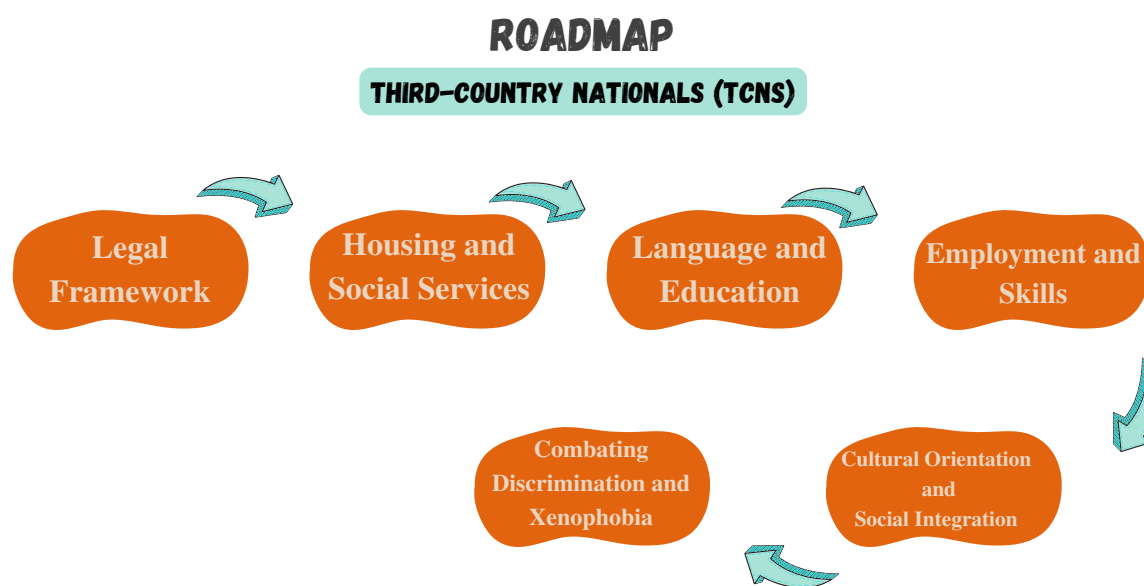 ROADMAP
THIRD-COUNTRY NATIONALS (TCNS)
Legal
Framework
Housing and
Social Services
Language and
Education
Employment and
Skills
Cultural Orientation
and
Social Integration
Combating
Discrimination and
Xenophobia